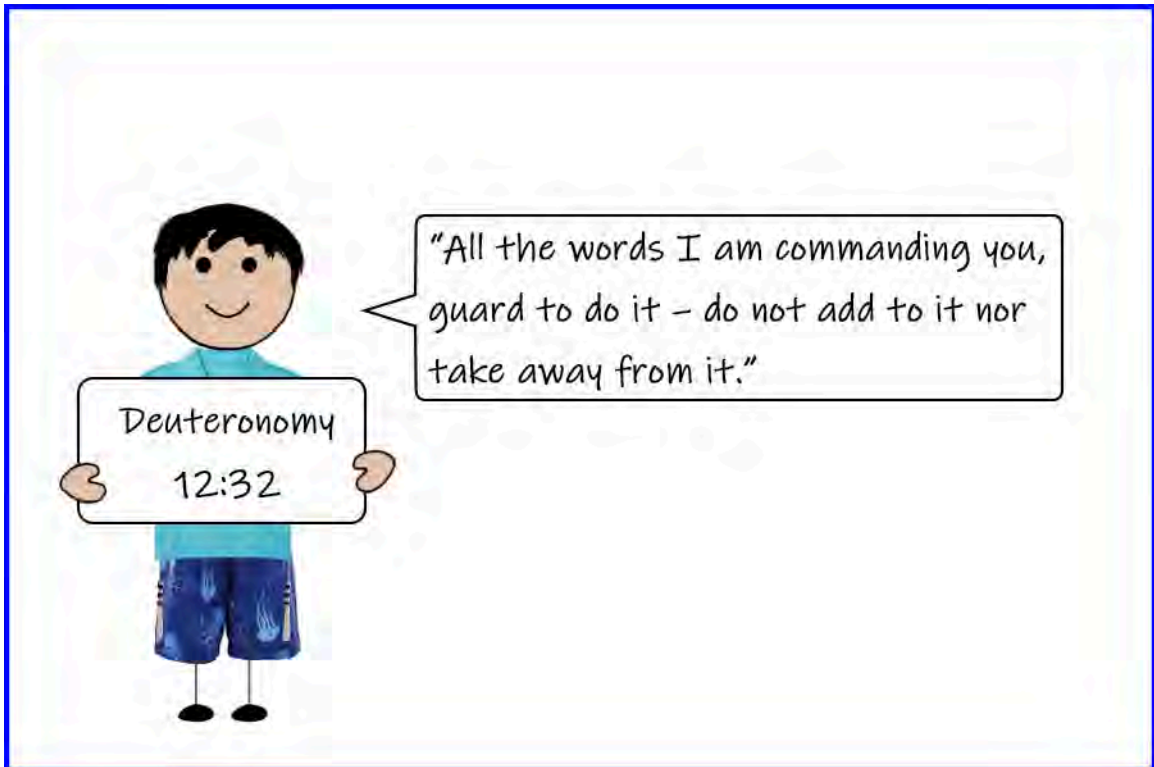 "All the words I am commanding you,
guard to do it – do not add to it nor
take away from it."
Deuteronomy
12:32